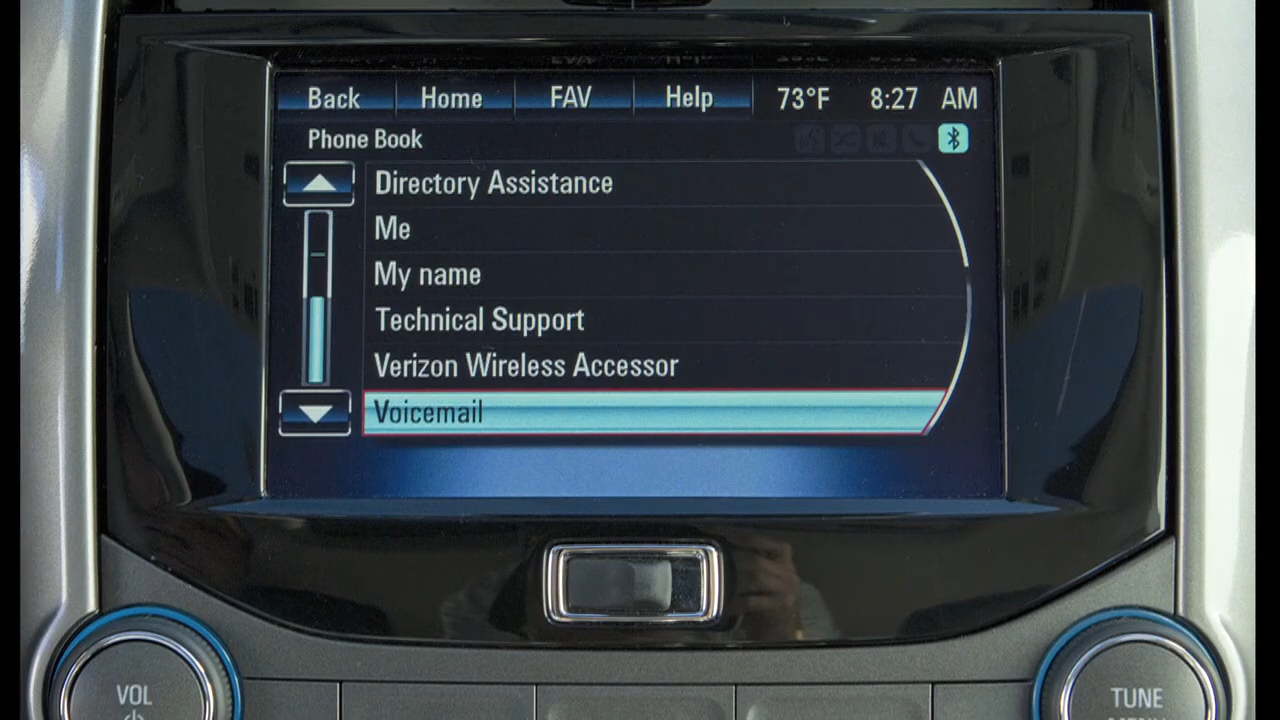 Back Home FAV Help 73°F 8:27 AM
Phone Book
Directory Assistance
Me
My name
Technical Support
Verizon Wireless Accessor
Voicemail
VOL TUNE
MENU